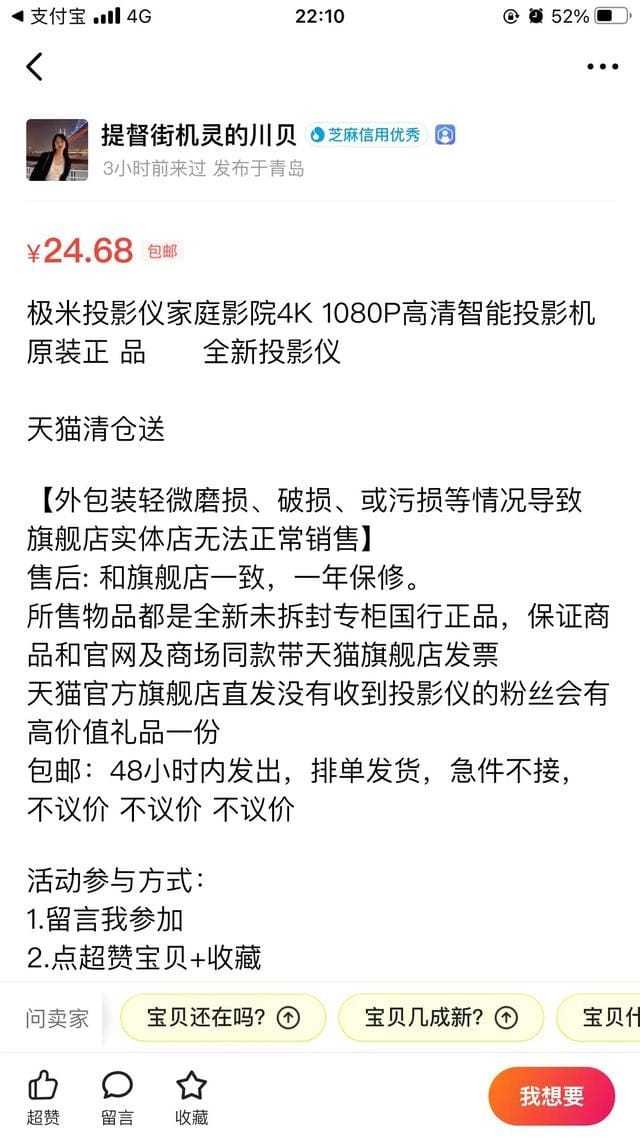 支付宝 4G 22:10 52%
提督街机灵的川贝 芝麻信用优秀
3小时前来过 发布于青岛
¥24.68 包邮
极米投影仪家庭影院4K 1080P高清智能投影机
原装正 品 全新投影仪
天猫清仓送
【外包装轻微磨损、破损、或污损等情况导致
旗舰店实体店无法正常销售】
售后: 和旗舰店一致，一年保修。
所售物品都是全新未拆封专柜国行正品，保证商
品和官网及商场同款带天猫旗舰店发票
天猫官方旗舰店直发没有收到投影仪的粉丝会有
高价值礼品一份
包邮：48小时内发出，排单发货，急件不接，
不议价 不议价 不议价
活动参与方式：
1.留言我参加
2.点超赞宝贝+收藏
问卖家 宝贝还在吗? 宝贝几成新? 宝贝什
超赞 留言 收藏 我想要